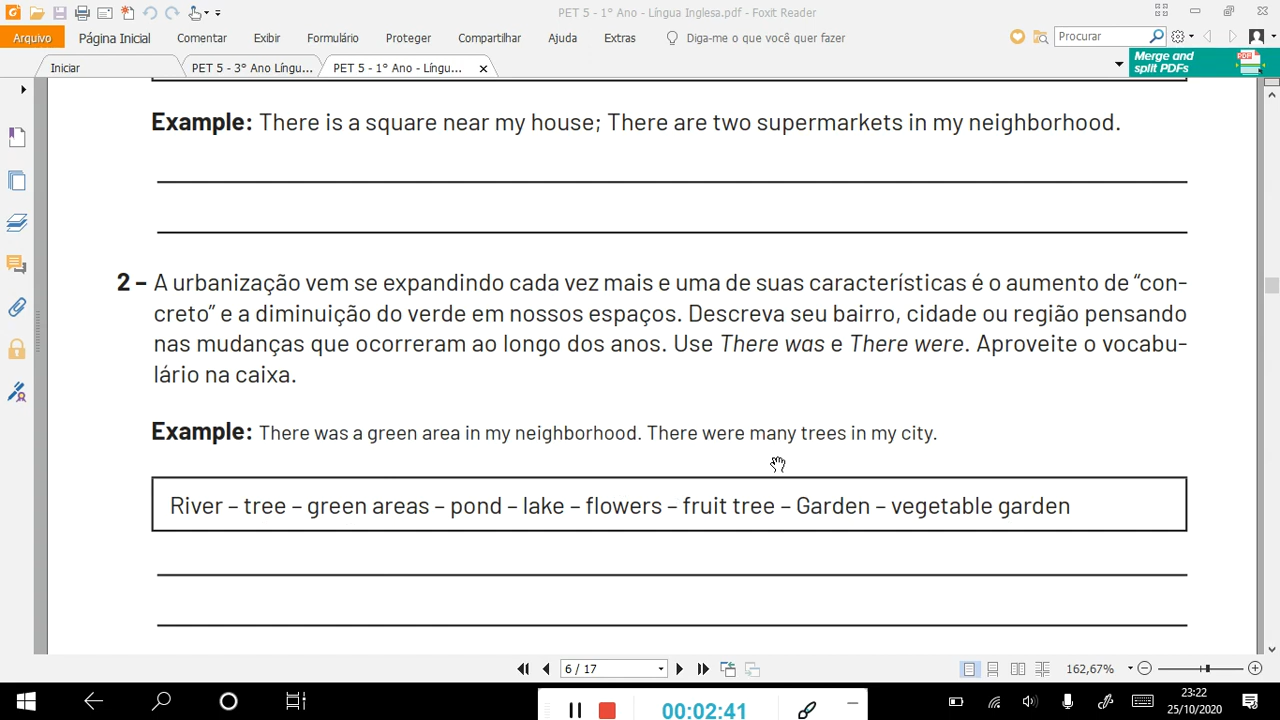 PET 5 - 1° Ano - Língua Inglesa.pdf - Foxit Reader
Arquivo Página Inicial Comentar Exibir Formulário Proteger Compartilhar Ajuda Extras Diga-me o que você quer fazer Procurar
Iniciar PET 5 - 3° Ano Língu... PET 5 - 1° Ano - Língu... Merge and split PDFs
Example: There is a square near my house; There are two supermarkets in my neighborhood.
2 – A urbanização vem se expandindo cada vez mais e uma de suas características é o aumento de “con-
creto” e a diminuição do verde em nossos espaços. Descreva seu bairro, cidade ou região pensando
nas mudanças que ocorreram ao longo dos anos. Use There was e There were. Aproveite o vocabu-
lário na caixa.
Example: There was a green area in my neighborhood. There were many trees in my city.
River – tree – green areas – pond – lake – flowers – fruit tree – Garden – vegetable garden
6 / 17 162,67%
00:02:41
23:22
25/10/2020